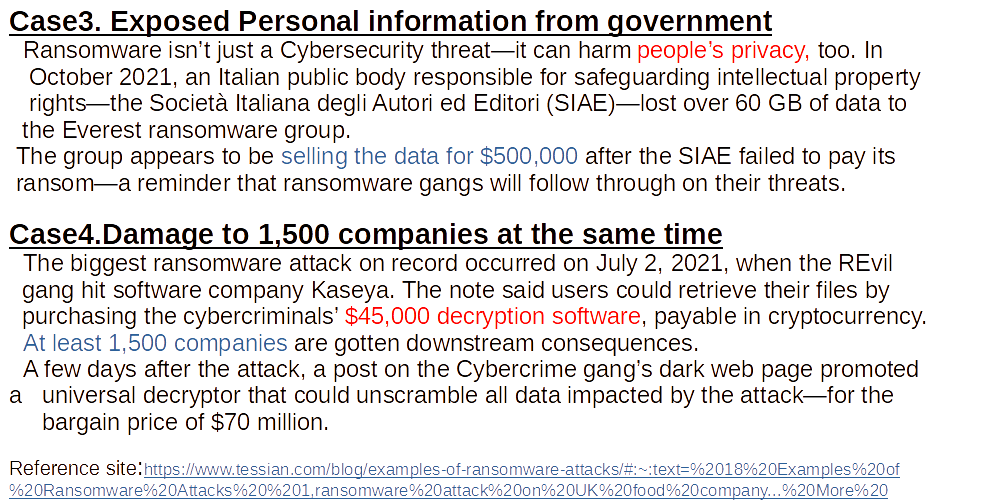 Case3. Exposed Personal information from government
Ransomware isn’t just a Cybersecurity threat—it can harm people’s privacy, too. In
October 2021, an Italian public body responsible for safeguarding intellectual property
rights—the Società Italiana degli Autori ed Editori (SIAE)—lost over 60 GB of data to
the Everest ransomware group.
The group appears to be selling the data for $500,000 after the SIAE failed to pay its
ransom—a reminder that ransomware gangs will follow through on their threats.
Case4.Damage to 1,500 companies at the same time
The biggest ransomware attack on record occurred on July 2, 2021, when the REvil
gang hit software company Kaseya. The note said users could retrieve their files by
purchasing the cybercriminals’ $45,000 decryption software, payable in cryptocurrency.
At least 1,500 companies are gotten downstream consequences.
A few days after the attack, a post on the Cybercrime gang’s dark web page promoted
a universal decryptor that could unscramble all data impacted by the attack—for the
bargain price of $70 million.
Reference site:https://www.tessian.com/blog/examples-of-ransomware-attacks/#:~:text=%2018%20Examples%20of
%20Ransomware%20Attacks%20%201,ransomware%20attack%20on%20UK%20food%20company...%20More%20